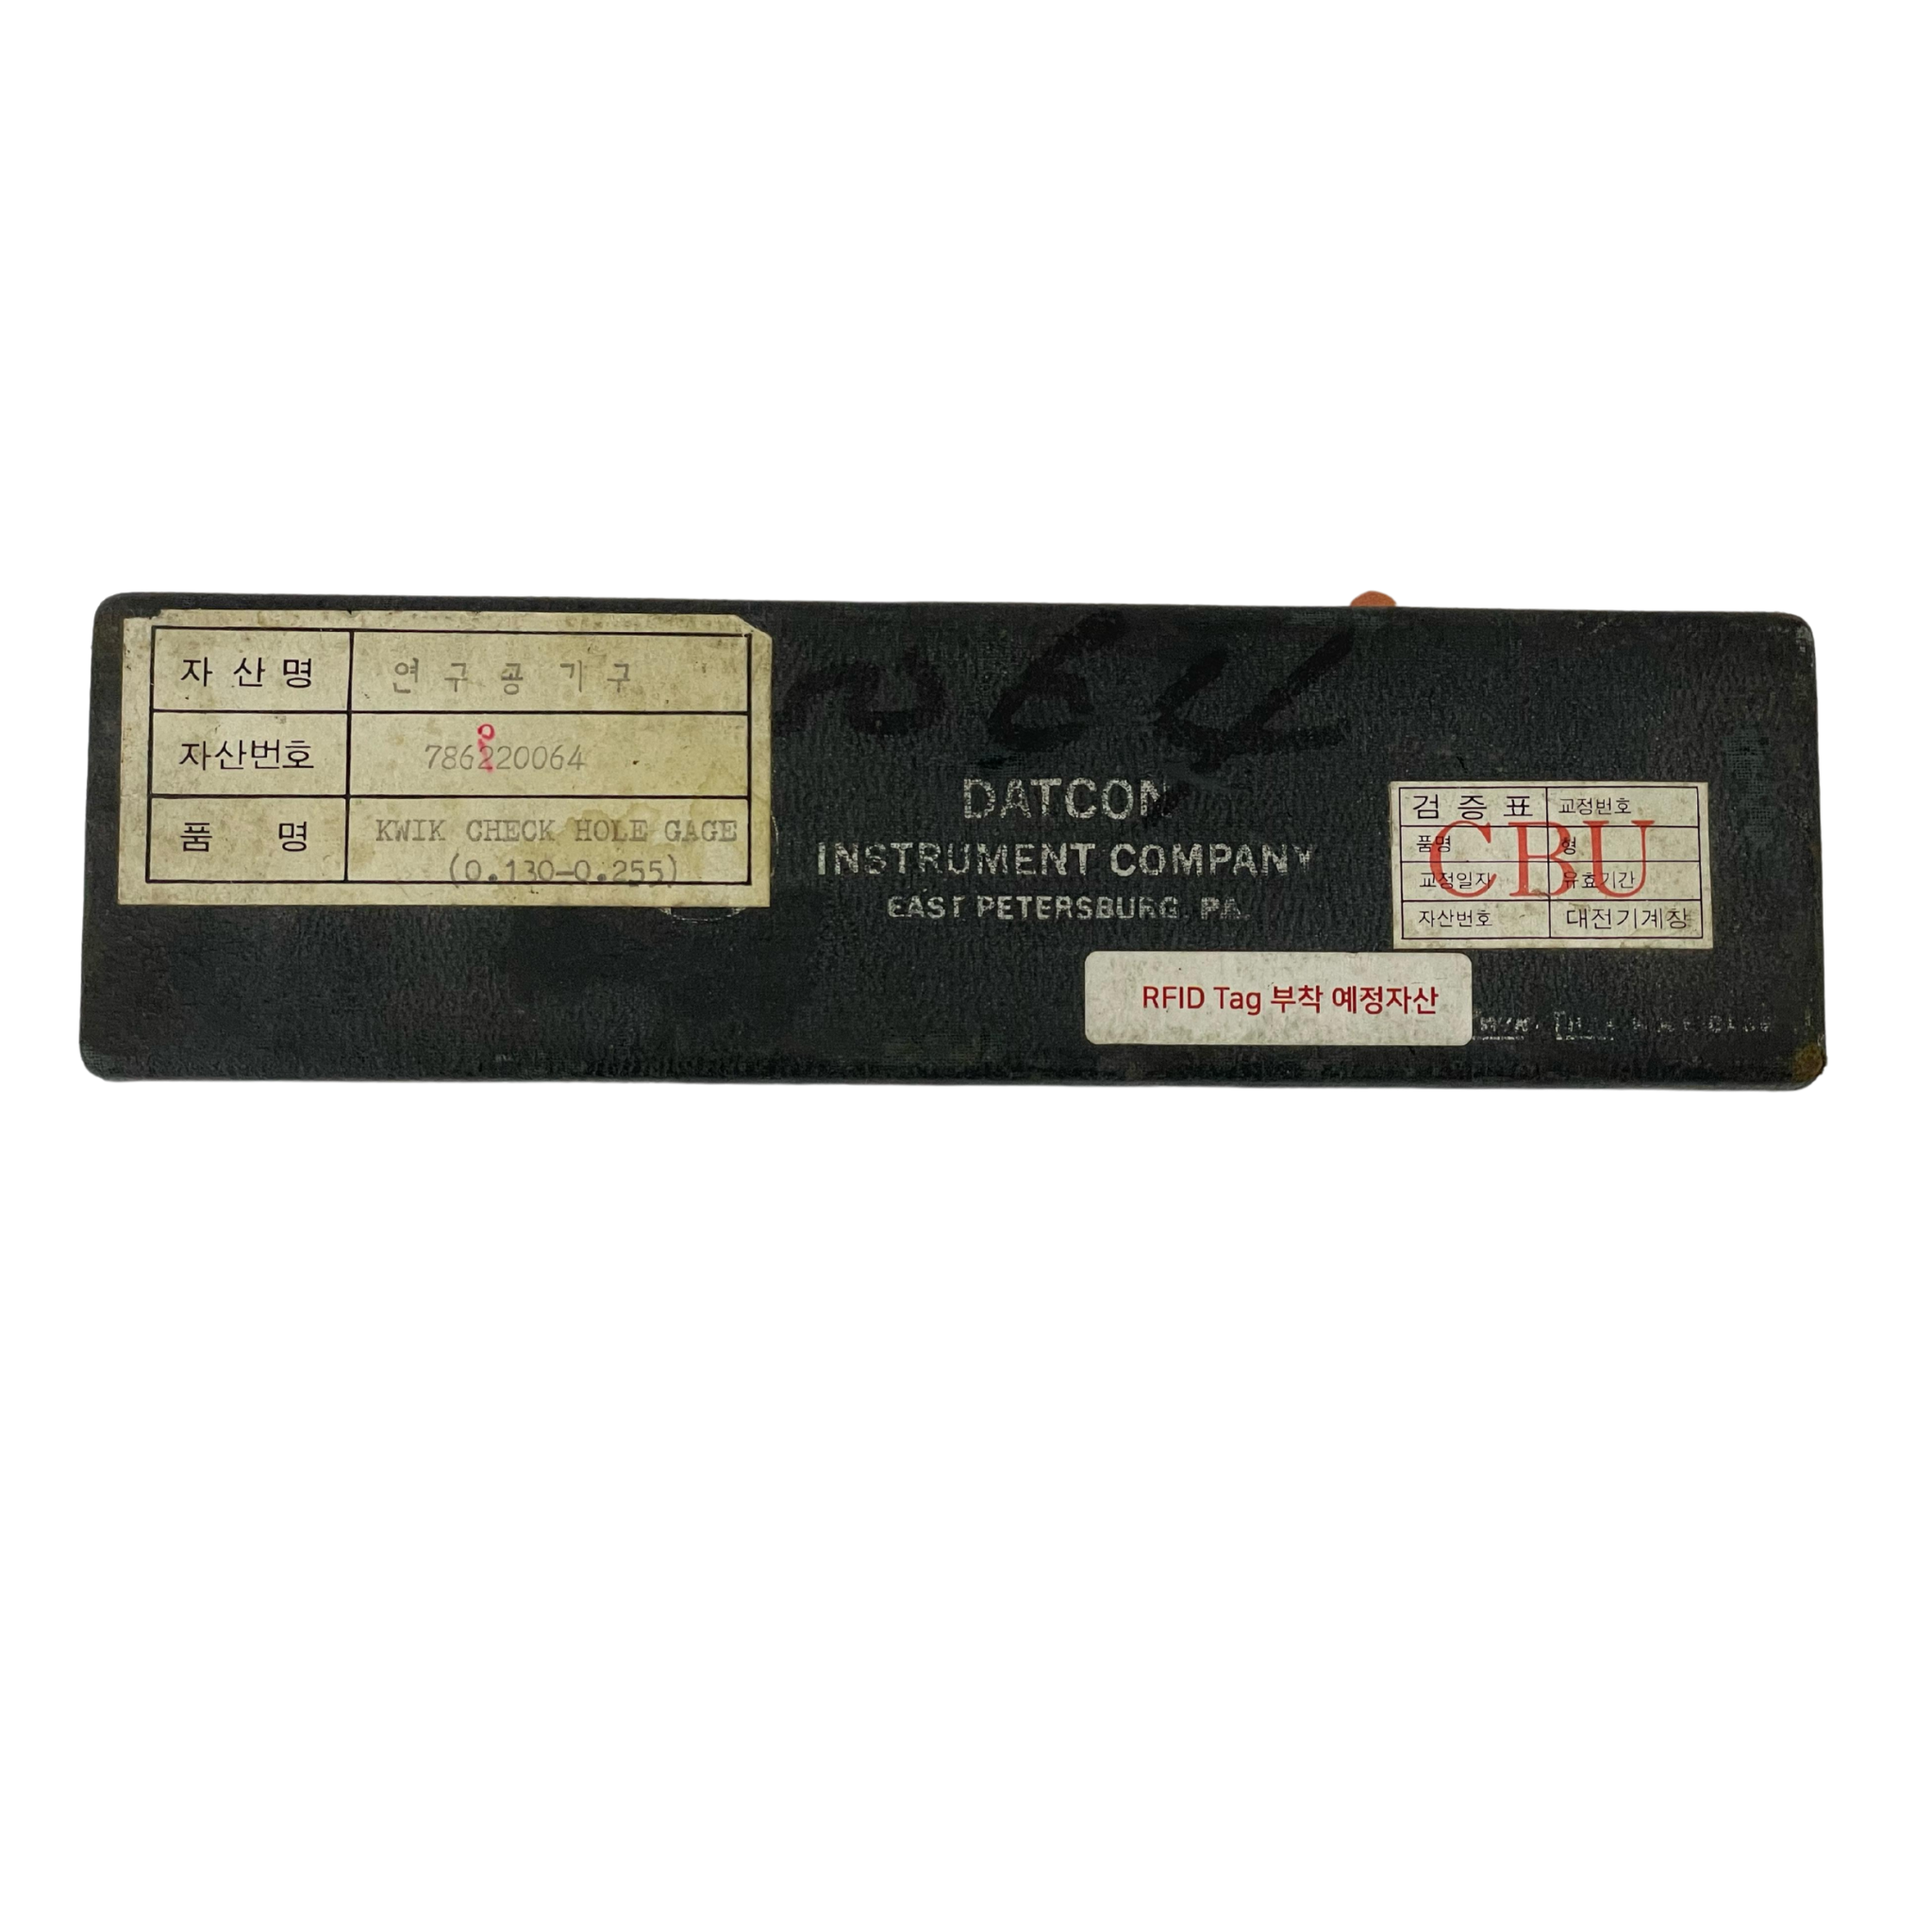 자 산 명 연 구 공 기 구
자산번호 786220064
0
품 명 KWIK CHECK HOLE GAGE
(0.130-0.255)
DATCON
INSTRUMENT COMPANY
EAST PETERSBURG, PA.
검 증 표 교정번호
품명 형
CBU
교정일자 유효기간
자산번호 대전기계창
RFID Tag 부착 예정자산